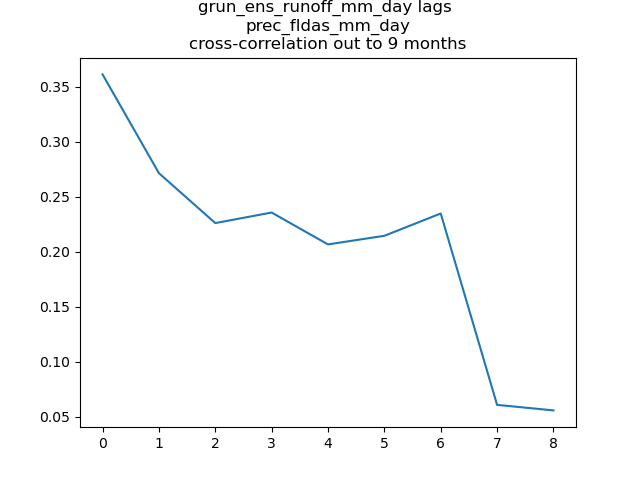 grun_ens_runoff_mm_day lags
prec_fldas_mm_day
cross-correlation out to 9 months
0.35
0.30
0.25
0.20
0.15
0.10
0.05
0 1 2 3 4 5 6 7 8